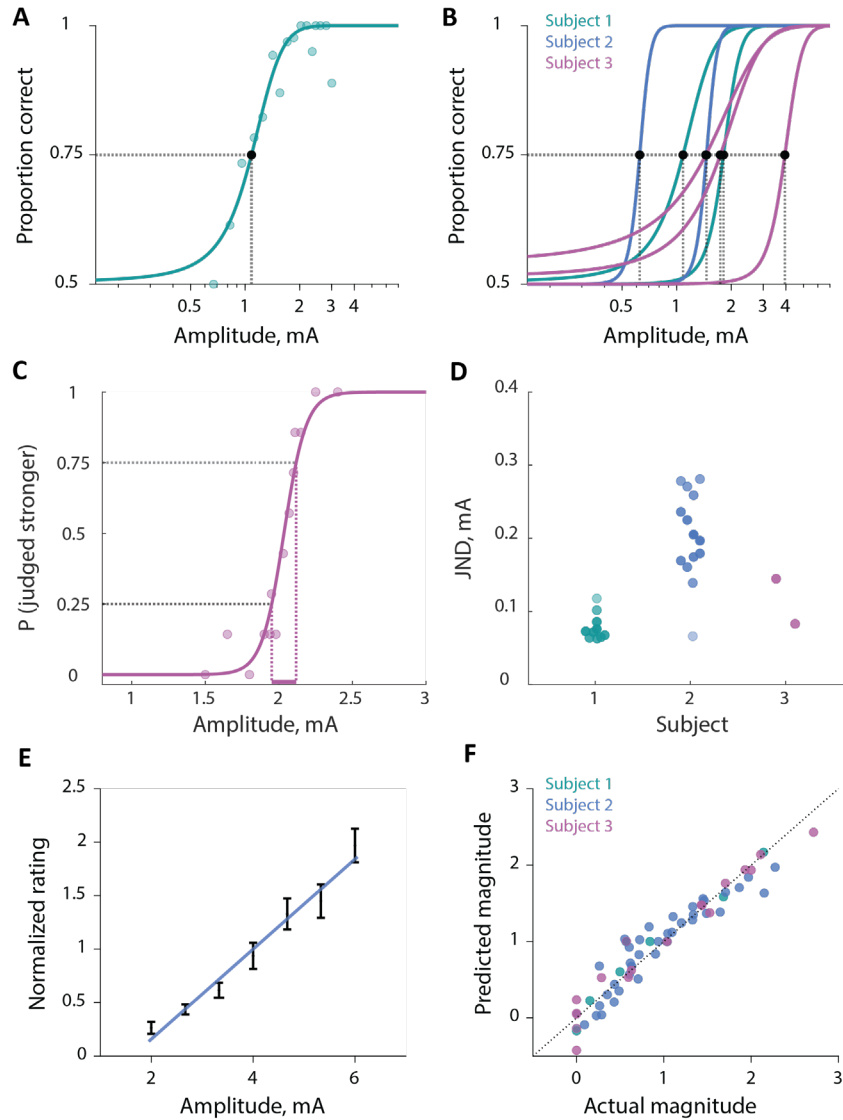 A
Proportion correct
1
0.75
0.5
0.5
1
2
3
4
Amplitude, mA
B
Subject 1
Subject 2
Subject 3
Proportion correct
1
0.75
0.5
0.5
1
2
3
4
Amplitude, mA
C
P (judged stronger)
1
0.75
0.5
0.25
0
1
1.5
2
2.5
3
Amplitude, mA
D
JND, mA
0.4
0.3
0.2
0.1
0
1
2
3
Subject
E
Normalized rating
2.5
2
1.5
1
0.5
0
2
4
6
Amplitude, mA
F
Subject 1
Subject 2
Subject 3
Predicted magnitude
3
2
1
0
0
1
2
3
Actual magnitude